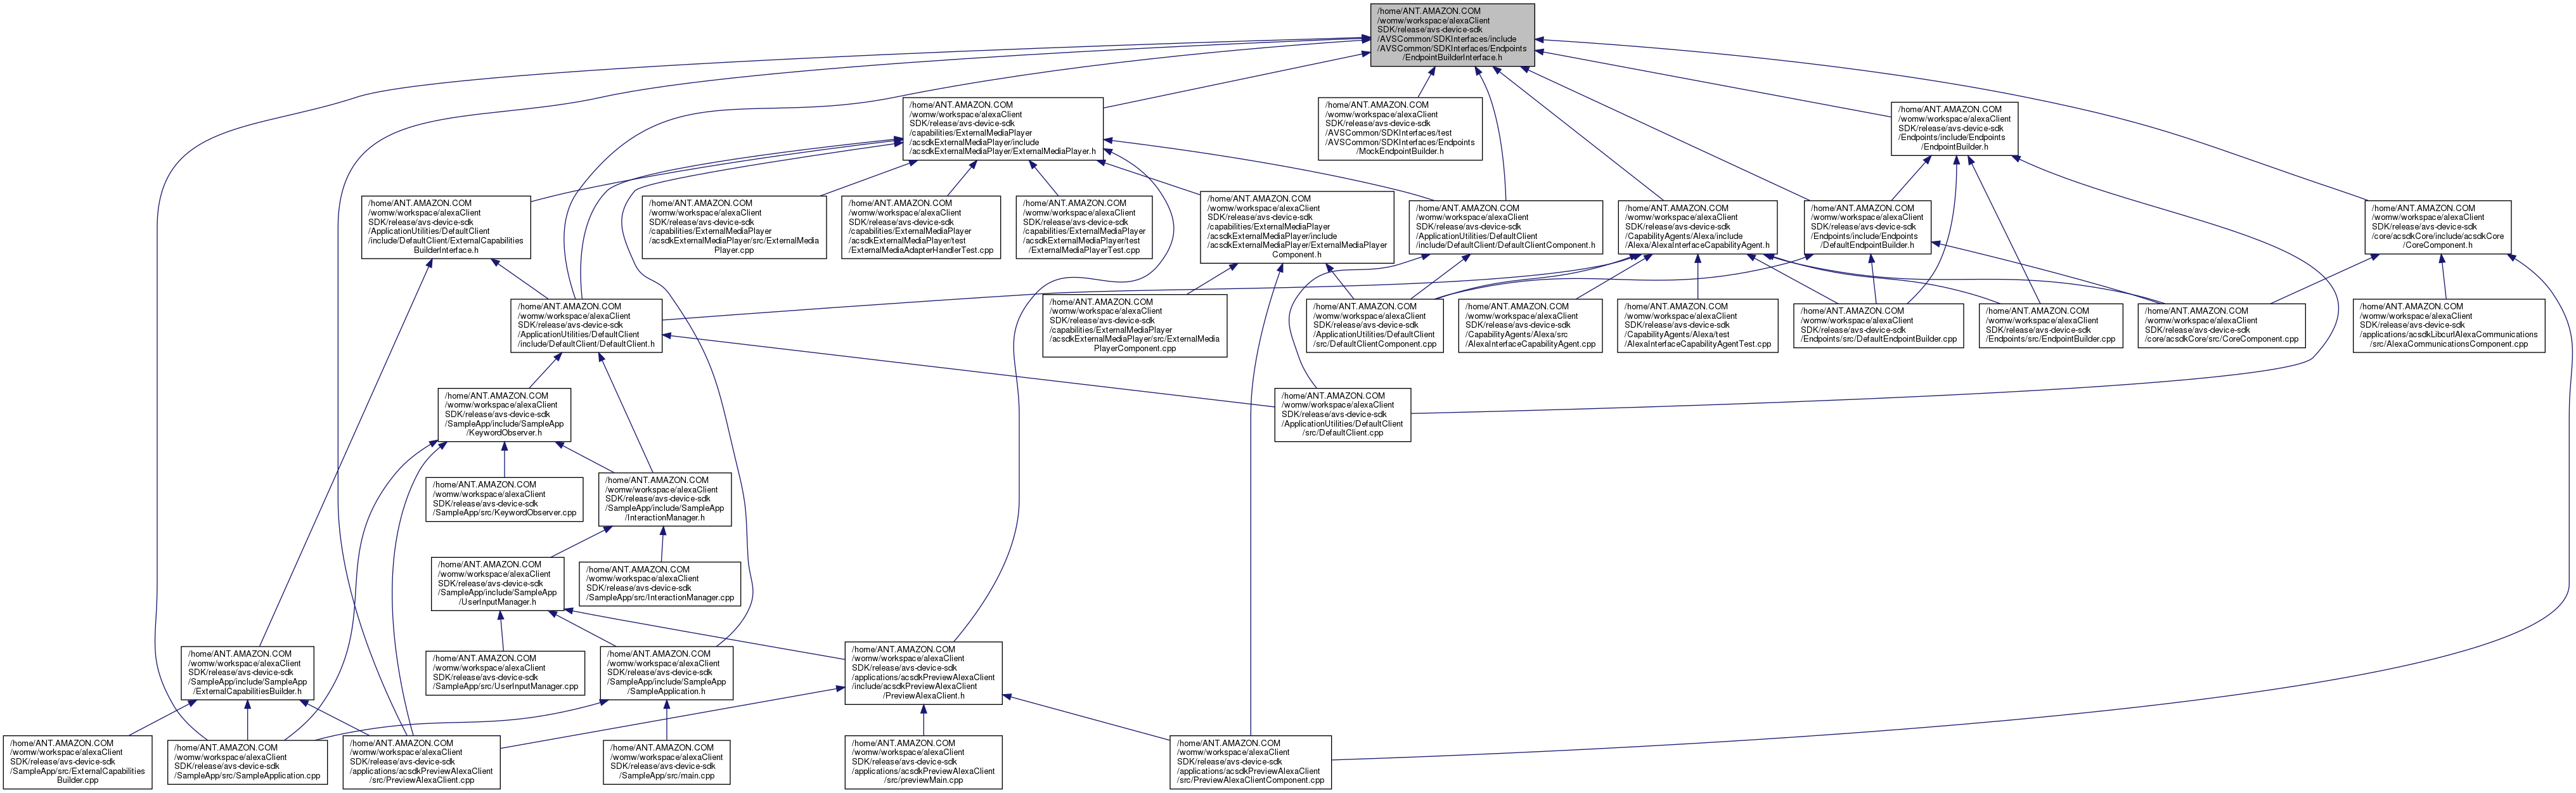 /home/ANT.AMAZON.COM
/womw/workspace/alexaClient
SDK/release/avs-device-sdk
/AVSCommon/SDKInterfaces/include
/AVSCommon/SDKInterfaces/Endpoints
/EndpointBuilderInterface.h
/home/ANT.AMAZON.COM
/womw/workspace/alexaClient
SDK/release/avs-device-sdk
/capabilities/ExternalMediaPlayer
/acsdkExternalMediaPlayer/include
/acsdkExternalMediaPlayer/ExternalMediaPlayer.h
/home/ANT.AMAZON.COM
/womw/workspace/alexaClient
SDK/release/avs-device-sdk
/AVSCommon/SDKInterfaces/test
/AVSCommon/SDKInterfaces/Endpoints
/MockEndpointBuilder.h
/home/ANT.AMAZON.COM
/womw/workspace/alexaClient
SDK/release/avs-device-sdk
/Endpoints/include/Endpoints
/EndpointBuilder.h
/home/ANT.AMAZON.COM
/womw/workspace/alexaClient
SDK/release/avs-device-sdk
/ApplicationUtilities/DefaultClient
/include/DefaultClient/ExternalCapabilities
BuilderInterface.h
/home/ANT.AMAZON.COM
/womw/workspace/alexaClient
SDK/release/avs-device-sdk
/capabilities/ExternalMediaPlayer
/acsdkExternalMediaPlayer/src/ExternalMedia
Player.cpp
/home/ANT.AMAZON.COM
/womw/workspace/alexaClient
SDK/release/avs-device-sdk
/capabilities/ExternalMediaPlayer
/acsdkExternalMediaPlayer/test
/ExternalMediaAdapterHandlerTest.cpp
/home/ANT.AMAZON.COM
/womw/workspace/alexaClient
SDK/release/avs-device-sdk
/capabilities/ExternalMediaPlayer
/acsdkExternalMediaPlayer/test
/ExternalMediaPlayerTest.cpp
/home/ANT.AMAZON.COM
/womw/workspace/alexaClient
SDK/release/avs-device-sdk
/capabilities/ExternalMediaPlayer
/acsdkExternalMediaPlayer/include
/acsdkExternalMediaPlayer/ExternalMediaPlayer
Component.h
/home/ANT.AMAZON.COM
/womw/workspace/alexaClient
SDK/release/avs-device-sdk
/ApplicationUtilities/DefaultClient
/include/DefaultClient/DefaultClientComponent.h
/home/ANT.AMAZON.COM
/womw/workspace/alexaClient
SDK/release/avs-device-sdk
/CapabilityAgents/Alexa/include
/Alexa/AlexaInterfaceCapabilityAgent.h
/home/ANT.AMAZON.COM
/womw/workspace/alexaClient
SDK/release/avs-device-sdk
/Endpoints/include/Endpoints
/DefaultEndpointBuilder.h
/home/ANT.AMAZON.COM
/womw/workspace/alexaClient
SDK/release/avs-device-sdk
/core/acsdkCore/include/acsdkCore
/CoreComponent.h
/home/ANT.AMAZON.COM
/womw/workspace/alexaClient
SDK/release/avs-device-sdk
/ApplicationUtilities/DefaultClient
/include/DefaultClient/DefaultClient.h
/home/ANT.AMAZON.COM
/womw/workspace/alexaClient
SDK/release/avs-device-sdk
/capabilities/ExternalMediaPlayer
/acsdkExternalMediaPlayer/src/ExternalMedia
PlayerComponent.cpp
/home/ANT.AMAZON.COM
/womw/workspace/alexaClient
SDK/release/avs-device-sdk
/ApplicationUtilities/DefaultClient
/src/DefaultClientComponent.cpp
/home/ANT.AMAZON.COM
/womw/workspace/alexaClient
SDK/release/avs-device-sdk
/CapabilityAgents/Alexa/src
/AlexaInterfaceCapabilityAgent.cpp
/home/ANT.AMAZON.COM
/womw/workspace/alexaClient
SDK/release/avs-device-sdk
/CapabilityAgents/Alexa/test
/AlexaInterfaceCapabilityAgentTest.cpp
/home/ANT.AMAZON.COM
/womw/workspace/alexaClient
SDK/release/avs-device-sdk
/Endpoints/src/DefaultEndpointBuilder.cpp
/home/ANT.AMAZON.COM
/womw/workspace/alexaClient
SDK/release/avs-device-sdk
/Endpoints/src/EndpointBuilder.cpp
/home/ANT.AMAZON.COM
/womw/workspace/alexaClient
SDK/release/avs-device-sdk
/core/acsdkCore/src/CoreComponent.cpp
/home/ANT.AMAZON.COM
/womw/workspace/alexaClient
SDK/release/avs-device-sdk
/applications/acsdkLibcurlAlexaCommunications
/src/AlexaCommunicationsComponent.cpp
/home/ANT.AMAZON.COM
/womw/workspace/alexaClient
SDK/release/avs-device-sdk
/SampleApp/include/SampleApp
/KeywordObserver.h
/home/ANT.AMAZON.COM
/womw/workspace/alexaClient
SDK/release/avs-device-sdk
/ApplicationUtilities/DefaultClient
/src/DefaultClient.cpp
/home/ANT.AMAZON.COM
/womw/workspace/alexaClient
SDK/release/avs-device-sdk
/SampleApp/src/KeywordObserver.cpp
/home/ANT.AMAZON.COM
/womw/workspace/alexaClient
SDK/release/avs-device-sdk
/SampleApp/include/SampleApp
/InteractionManager.h
/home/ANT.AMAZON.COM
/womw/workspace/alexaClient
SDK/release/avs-device-sdk
/SampleApp/include/SampleApp
/UserInputManager.h
/home/ANT.AMAZON.COM
/womw/workspace/alexaClient
SDK/release/avs-device-sdk
/SampleApp/src/InteractionManager.cpp
/home/ANT.AMAZON.COM
/womw/workspace/alexaClient
SDK/release/avs-device-sdk
/SampleApp/include/SampleApp
/ExternalCapabilitiesBuilder.h
/home/ANT.AMAZON.COM
/womw/workspace/alexaClient
SDK/release/avs-device-sdk
/SampleApp/src/UserInputManager.cpp
/home/ANT.AMAZON.COM
/womw/workspace/alexaClient
SDK/release/avs-device-sdk
/SampleApp/include/SampleApp
/SampleApplication.h
/home/ANT.AMAZON.COM
/womw/workspace/alexaClient
SDK/release/avs-device-sdk
/applications/acsdkPreviewAlexaClient
/include/acsdkPreviewAlexaClient
/PreviewAlexaClient.h
/home/ANT.AMAZON.COM
/womw/workspace/alexaClient
SDK/release/avs-device-sdk
/SampleApp/src/ExternalCapabilities
Builder.cpp
/home/ANT.AMAZON.COM
/womw/workspace/alexaClient
SDK/release/avs-device-sdk
/SampleApp/src/SampleApplication.cpp
/home/ANT.AMAZON.COM
/womw/workspace/alexaClient
SDK/release/avs-device-sdk
/applications/acsdkPreviewAlexaClient
/src/PreviewAlexaClient.cpp
/home/ANT.AMAZON.COM
/womw/workspace/alexaClient
SDK/release/avs-device-sdk
/SampleApp/src/main.cpp
/home/ANT.AMAZON.COM
/womw/workspace/alexaClient
SDK/release/avs-device-sdk
/applications/acsdkPreviewAlexaClient
/src/previewMain.cpp
/home/ANT.AMAZON.COM
/womw/workspace/alexaClient
SDK/release/avs-device-sdk
/applications/acsdkPreviewAlexaClient
/src/PreviewAlexaClientComponent.cpp